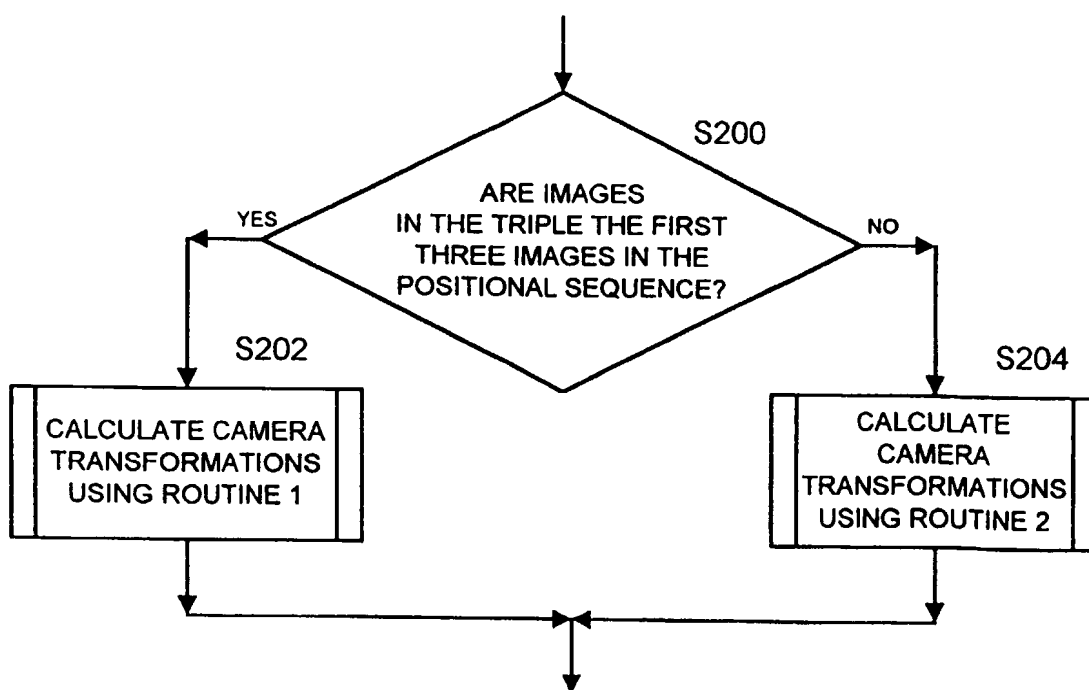 S200
ARE IMAGES
IN THE TRIPLE THE FIRST
THREE IMAGES IN THE
POSITIONAL SEQUENCE?
YES
NO
S202
CALCULATE CAMERA
TRANSFORMATIONS
USING ROUTINE 1
S204
CALCULATE
CAMERA
TRANSFORMATIONS
USING ROUTINE 2